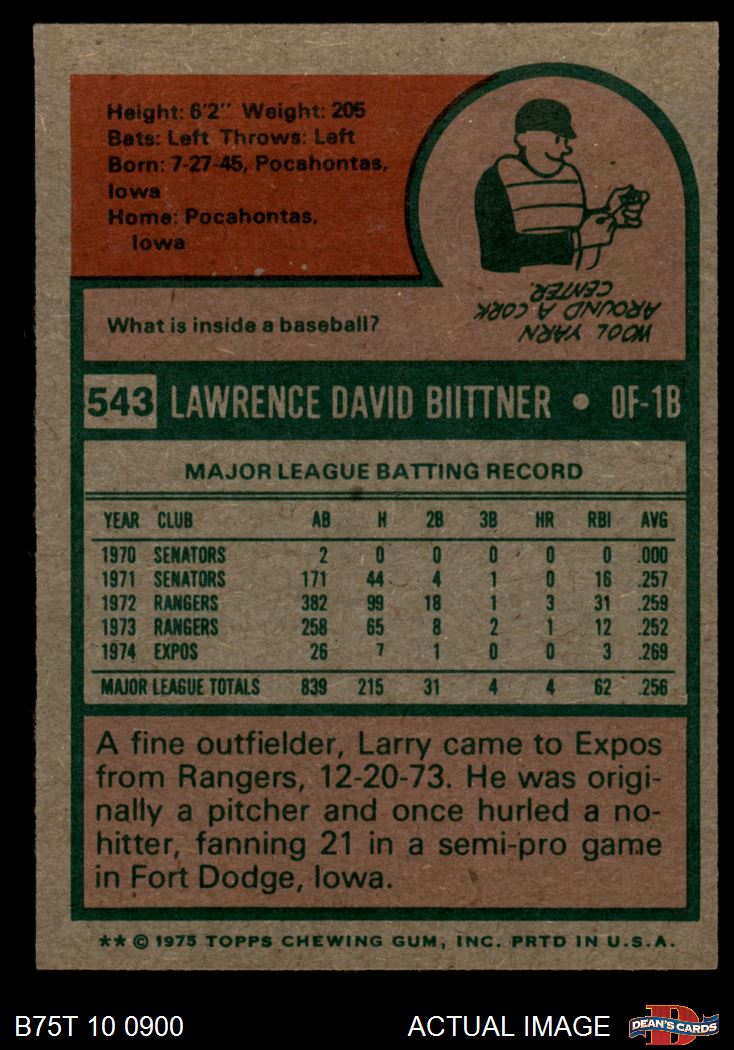 Height: 6'2" Weight: 205
Bats: Left Throws: Left
Born: 7-27-45, Pocahontas,
Iowa
Home: Pocahontas,
Iowa
What is inside a baseball?
WOOL YARN
AROUND A CORK
CENTER.
543 LAWRENCE DAVID BIITTNER • OF-1B
MAJOR LEAGUE BATTING RECORD
YEAR CLUB AB H 2B 3B HR RBI AVG
1970 SENATORS 2 0 0 0 0 0 .000
1971 SENATORS 171 44 4 1 0 16 .257
1972 RANGERS 382 99 18 1 3 31 .259
1973 RANGERS 258 65 8 2 1 12 .252
1974 EXPOS 26 7 1 0 0 3 .269
MAJOR LEAGUE TOTALS 839 215 31 4 4 62 .256
A fine outfielder, Larry came to Expos
from Rangers, 12-20-73. He was origi-
nally a pitcher and once hurled a no-
hitter, fanning 21 in a semi-pro game
in Fort Dodge, Iowa.
** © 1975 TOPPS CHEWING GUM, INC. PRTD IN U.S.A.
B75T 10 0900 ACTUAL IMAGE
DEAN'S CARDS